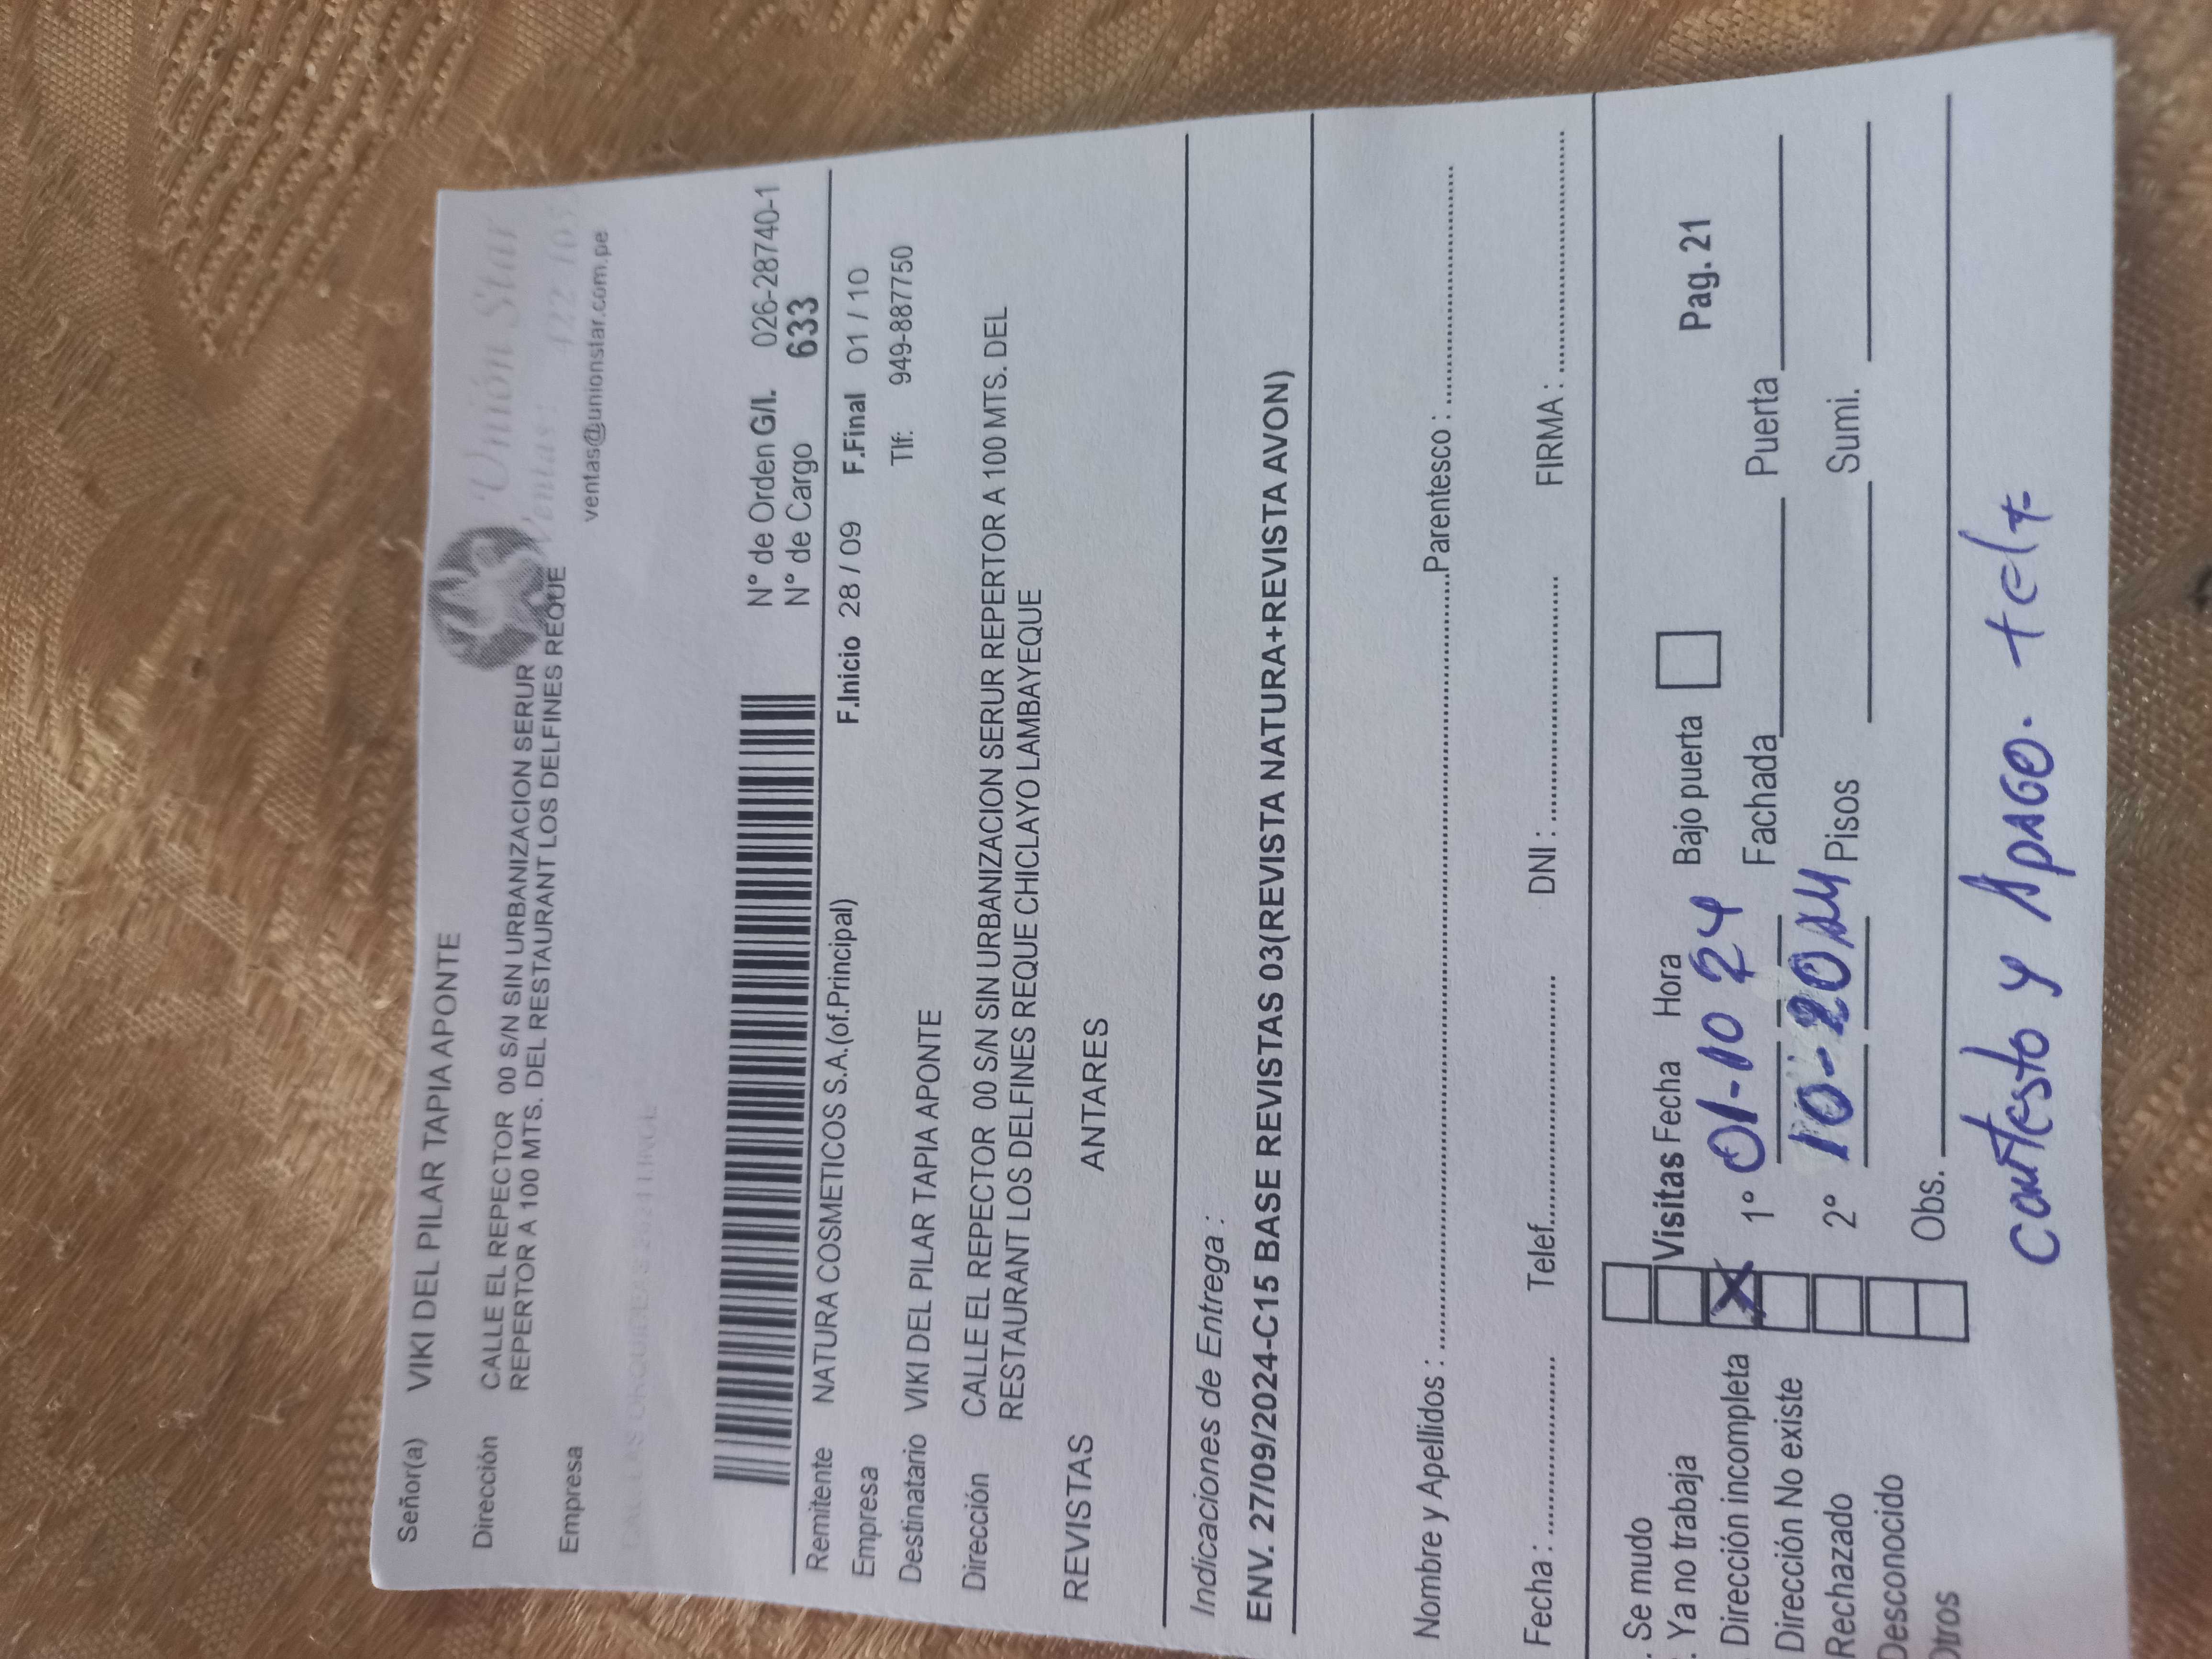 Señor(a) VIKI DEL PILAR TAPIA APONTE
Unión Star
Ventas: 422
ventas@unionstar.com.pe
Dirección CALLE EL REPECTOR 00 S/N SIN URBANIZACION SERUR
REPERTOR A 100 MTS. DEL RESTAURANT LOS DELFINES REQUE
Empresa
N° de Orden G/I. 026-28740-1
N° de Cargo 633
Remitente NATURA COSMETICOS S.A.(of.Principal)
F.Inicio 28 / 09 F.Final 01 / 10
Empresa
Tlf: 949-887750
Destinatario VIKI DEL PILAR TAPIA APONTE
Dirección CALLE EL REPECTOR 00 S/N SIN URBANIZACION SERUR REPERTOR A 100 MTS. DEL
RESTAURANT LOS DELFINES REQUE CHICLAYO LAMBAYEQUE
REVISTAS ANTARES
Indicaciones de Entrega :
ENV. 27/09/2024-C15 BASE REVISTAS 03(REVISTA NATURA+REVISTA AVON)
Nombre y Apellidos : Parentesco :
Fecha : Telef. DNI : FIRMA :
Se mudo
Ya no trabaja
Dirección incompleta X
Dirección No existe
Rechazado
Desconocido
Otros
Visitas Fecha Hora Bajo puerta Pag. 21
1° 01-10 24 Fachada Puerta
2° 10-20 AM Pisos Sumi.
Obs.
contesto y Apago. telf